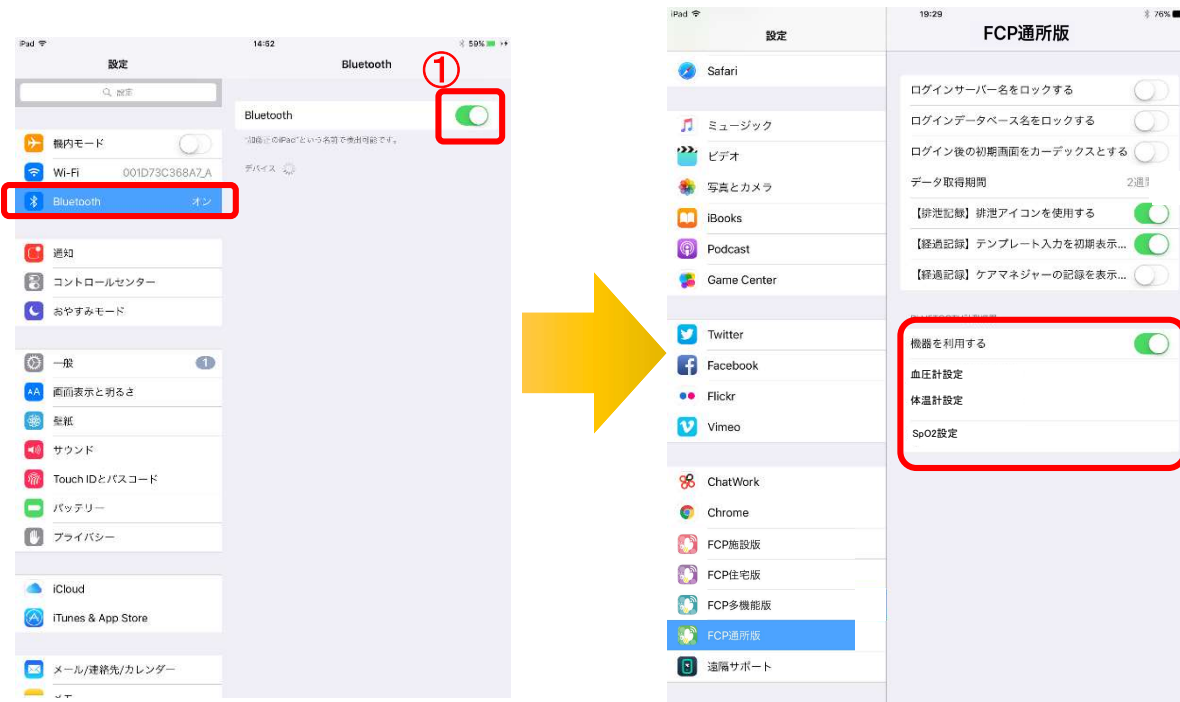 iPad 14:52 59%
設定
設定
機内モード
Wi-Fi 001D73C368A7_A
Bluetooth オン
通知
コントロールセンター
おやすみモード
一般 1
画面表示と明るさ
壁紙
サウンド
Touch IDとパスコード
バッテリー
プライバシー
iCloud
iTunes & App Store
メール/連絡先/カレンダー
メモ
Bluetooth
①
Bluetooth
デバイス
iPad 19:29 76%
設定
Safari
ミュージック
ビデオ
写真とカメラ
iBooks
Podcast
Game Center
Twitter
Facebook
Flickr
Vimeo
ChatWork
Chrome
FCP施設版
FCP住宅版
FCP多機能版
FCP通所版
遠隔サポート
FCP通所版
ログインサーバー名をロックする
ログインデータベース名をロックする
ログイン後の初期画面をカーデックスとする
データ取得期間 2週
【排泄記録】排泄アイコンを使用する
【経過記録】テンプレート入力を初期表示...
【経過記録】ケアマネジャーの記録を表示...
機器を利用する
血圧計設定
体温計設定
SpO2設定